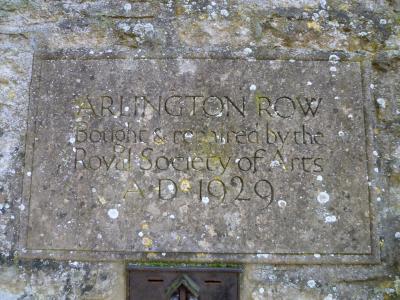 ARLINGTON ROW
Bought & repaired by the
Royal Society of Arts
A D 1929